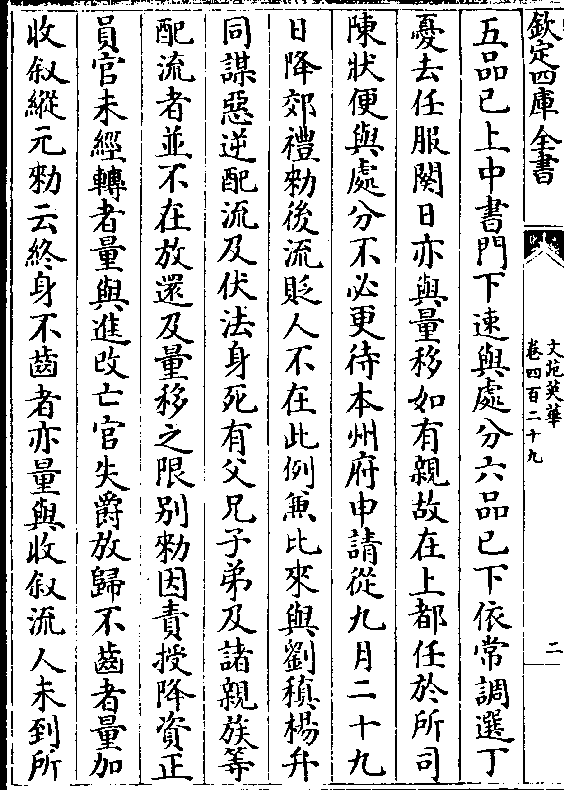 欽定四庫全書
文苑英華
卷四百二十九
二
五品已上中書門下速與處分六品已下依常調選丁
憂去任服闋日亦與量移如有親故在上都任於所司
陳狀便與處分不必更待本州府申請從九月二十九
日降郊禮勑後流貶人不在此例兼比來與劉稹楊弁
同謀惡逆配流及伏法身死有父兄子弟及諸親族等
配流者並不在放還及量移之限別勑因責授降資正
員官未經轉者量與進改亡官失爵放歸不齒者量加
收叙縱元勑云終身不齒者亦量與收叙流人未到所